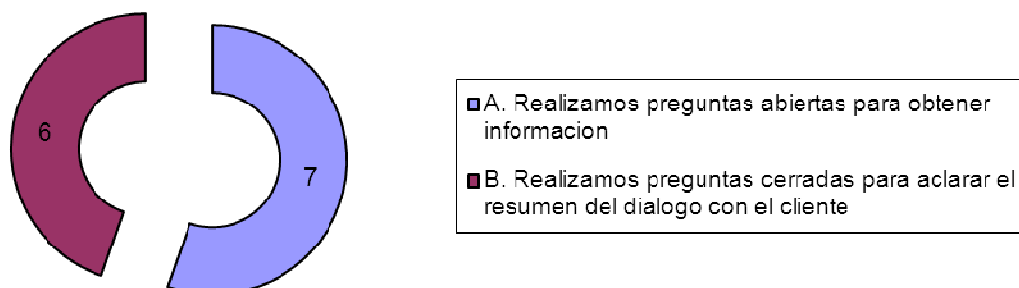 6
7
A. Realizamos preguntas abiertas para obtener
informacion
B. Realizamos preguntas cerradas para aclarar el
resumen del dialogo con el cliente